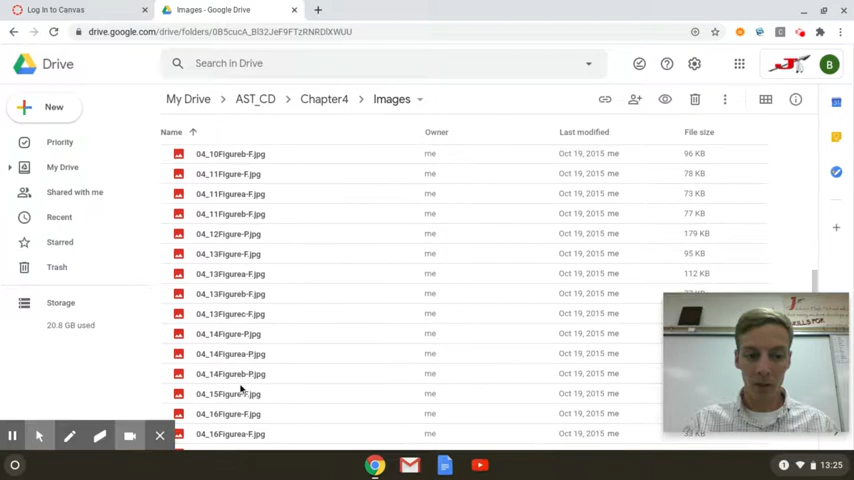 Log In to Canvas
Images - Google Drive
drive.google.com/drive/folders/0B5cucA_Bl32JeF9FTzRNRDlXWUU
Drive
Search in Drive
B
New
Priority
My Drive
Shared with me
Recent
Starred
Trash
Storage
20.8 GB used
My Drive > AST_CD > Chapter4 > Images
Name Owner Last modified File size
04_10Figureb-F.jpg me Oct 19, 2015 me 96 KB
04_11Figure-F.jpg me Oct 19, 2015 me 78 KB
04_11Figurea-F.jpg me Oct 19, 2015 me 73 KB
04_11Figureb-F.jpg me Oct 19, 2015 me 77 KB
04_12Figure-P.jpg me Oct 19, 2015 me 179 KB
04_13Figure-F.jpg me Oct 19, 2015 me 95 KB
04_13Figurea-F.jpg me Oct 19, 2015 me 112 KB
04_13Figureb-F.jpg me Oct 19, 2015 me
04_13Figurec-F.jpg me Oct 19, 2015 me
04_14Figure-P.jpg me Oct 19, 2015 me
04_14Figurea-P.jpg me Oct 19, 2015 me
04_14Figureb-P.jpg me Oct 19, 2015 me
04_15Figure-F.jpg me Oct 19, 2015 me
04_16Figure-F.jpg me Oct 19, 2015 me
04_16Figurea-F.jpg me Oct 19, 2015 me
SKILLS FOR
1
13:25